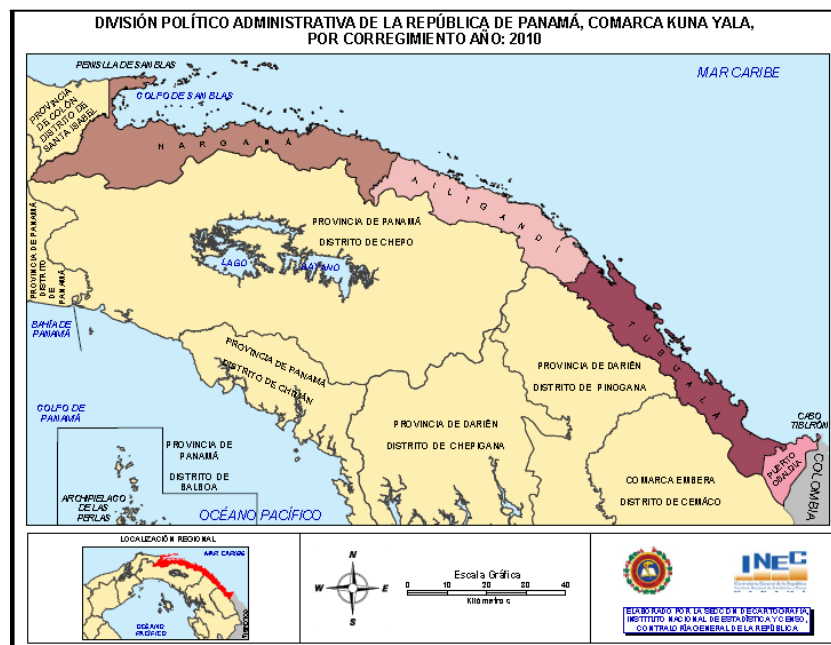 DIVISIÓN POLÍTICO ADMINISTRATIVA DE LA REPÚBLICA DE PANAMÁ, COMARCA KUNA YALA,
POR CORREGIMIENTO AÑO: 2010
PENISLLA DE SAN BLAS
MAR CARIBE
GOLFO DE SAN BLAS
PROVINCIA
DE COLÓN
DISTRITO DE
SANTA ISABEL
NARGANÁ
AILIGANDÍ
PROVINCIA DE PANAMÁ
DISTRITO DE CHEPO
LAGO
BAYANO
PROVINCIA DE PANAMÁ
DISTRITO
DE
PANAMÁ
TUBUALÁ
BAHÍA DE
PANAMÁ
PROVINCIA DE PANAMÁ
DISTRITO DE CHIMÁN
PROVINCIA DE DARIÉN
DISTRITO DE PINOGANA
GOLFO DE
PANAMÁ
PROVINCIA DE DARIÉN
DISTRITO DE CHEPIGANA
CABO
TIBURÓN
PROVINCIA DE
PANAMÁ
DISTRITO DE
BALBOA
PUERTO
OBALDÍA
COLOMBIA
COMARCA EMBERA
DISTRITO DE CEMÁCO
ARCHIPIELAGO
DE LAS
PERLAS
OCÉANO PACÍFICO
LOCALIZACIÓN REGIONAL
MAR CARIBE
OCÉANO
PACÍFICO
N
W
E
S
Escala Gráfica
10 0 10 20 30 40
Kilómetros
INEC
ELABORADO POR LA SECCIÓN DE CARTOGRAFÍA,
INSTITUTO NACIONAL DE ESTADÍSTICA Y CENSO,
CONTRALORÍA GENERAL DE LA REPÚBLICA